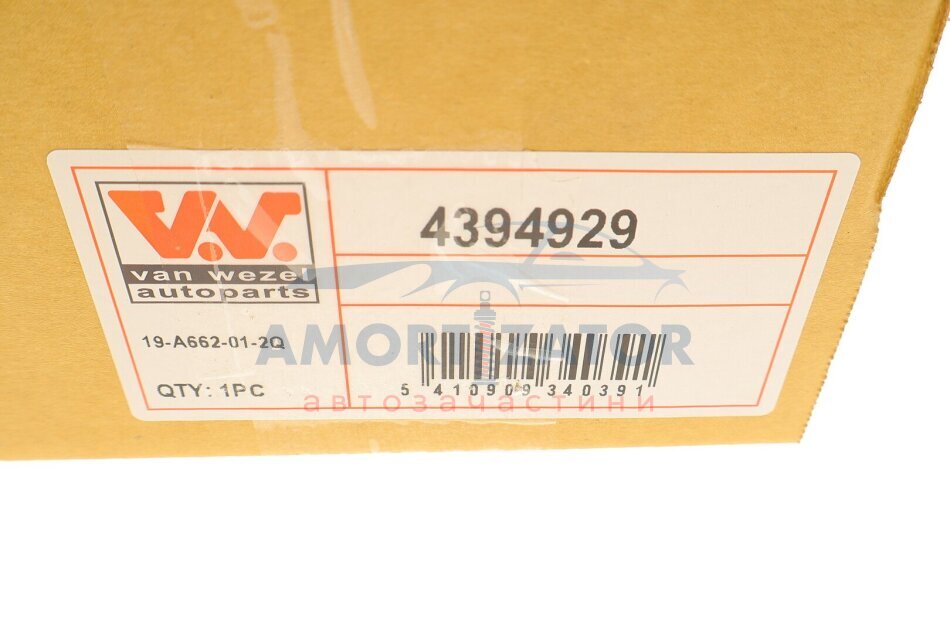 V.V.
van wezel
autoparts
4394929
19-A662-01-2Q
QTY: 1PC
AMORTIZATOR
5 410909 340391
автозапчастини